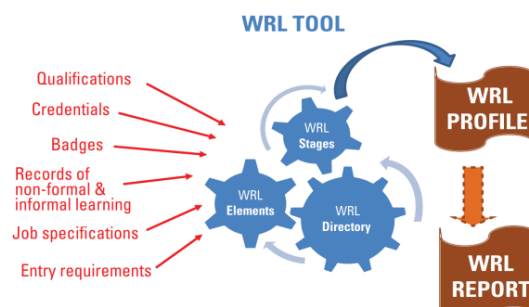 WRL TOOL
Qualifications
Credentials
Badges
Records of
non-formal &
informal learning
Job specifications
Entry requirements
WRL
Stages
WRL
Elements
WRL
Directory
WRL
PROFILE
WRL
REPORT